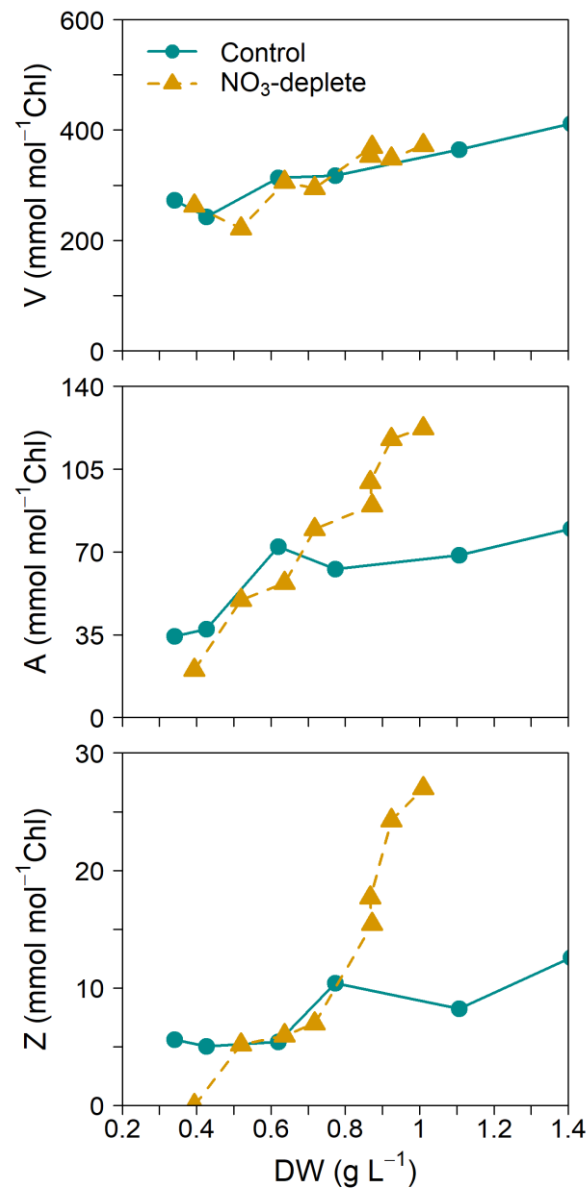 600
400
200
0
V (mmol mol⁻¹Chl)
Control
NO₃-deplete
140
105
70
35
0
A (mmol mol⁻¹Chl)
30
20
10
0
Z (mmol mol⁻¹Chl)
0.2 0.4 0.6 0.8 1 1.2 1.4
DW (g L⁻¹)